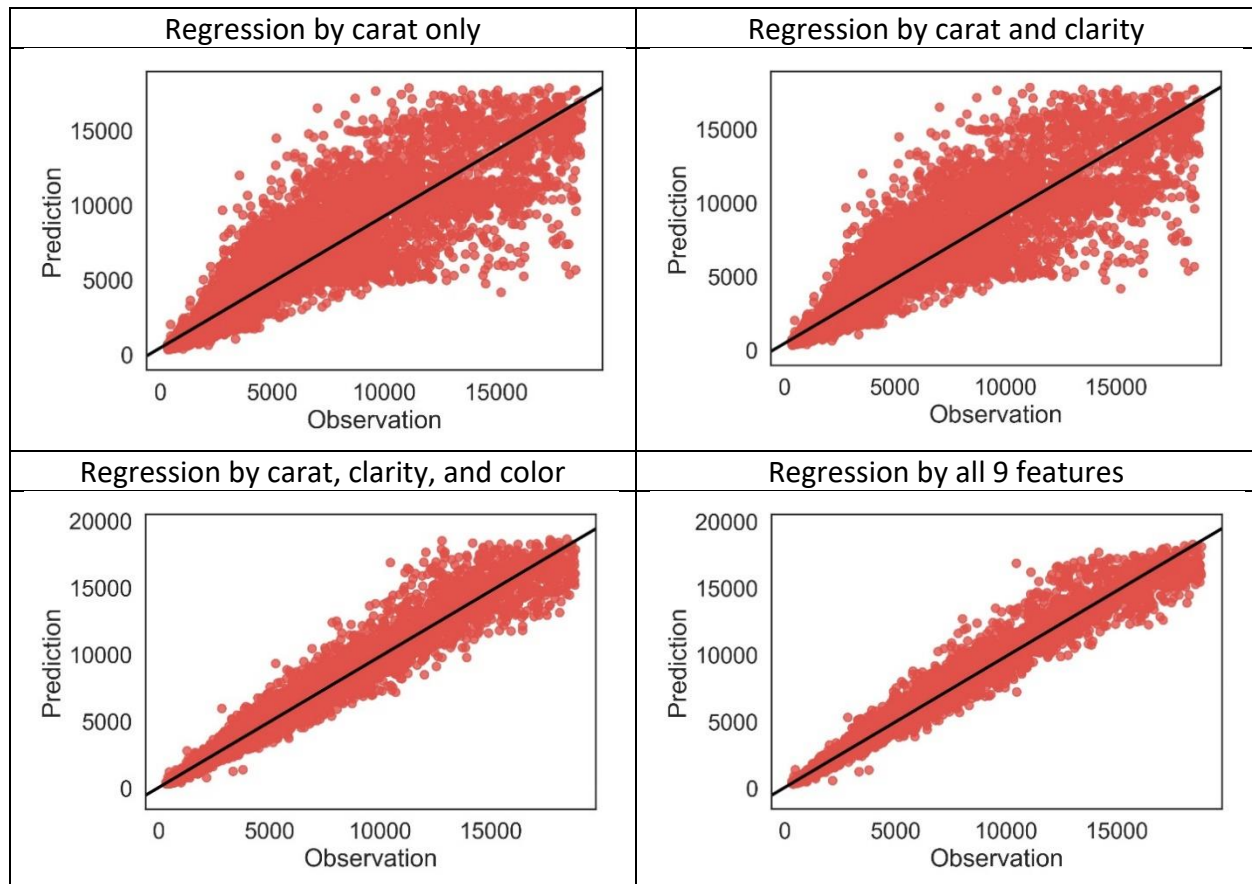 Regression by carat only
Regression by carat and clarity
15000
10000
5000
0
Prediction
0 5000 10000 15000
Observation
15000
10000
5000
0
Prediction
0 5000 10000 15000
Observation
Regression by carat, clarity, and color
Regression by all 9 features
20000
15000
10000
5000
0
Prediction
0 5000 10000 15000
Observation
20000
15000
10000
5000
0
Prediction
0 5000 10000 15000
Observation